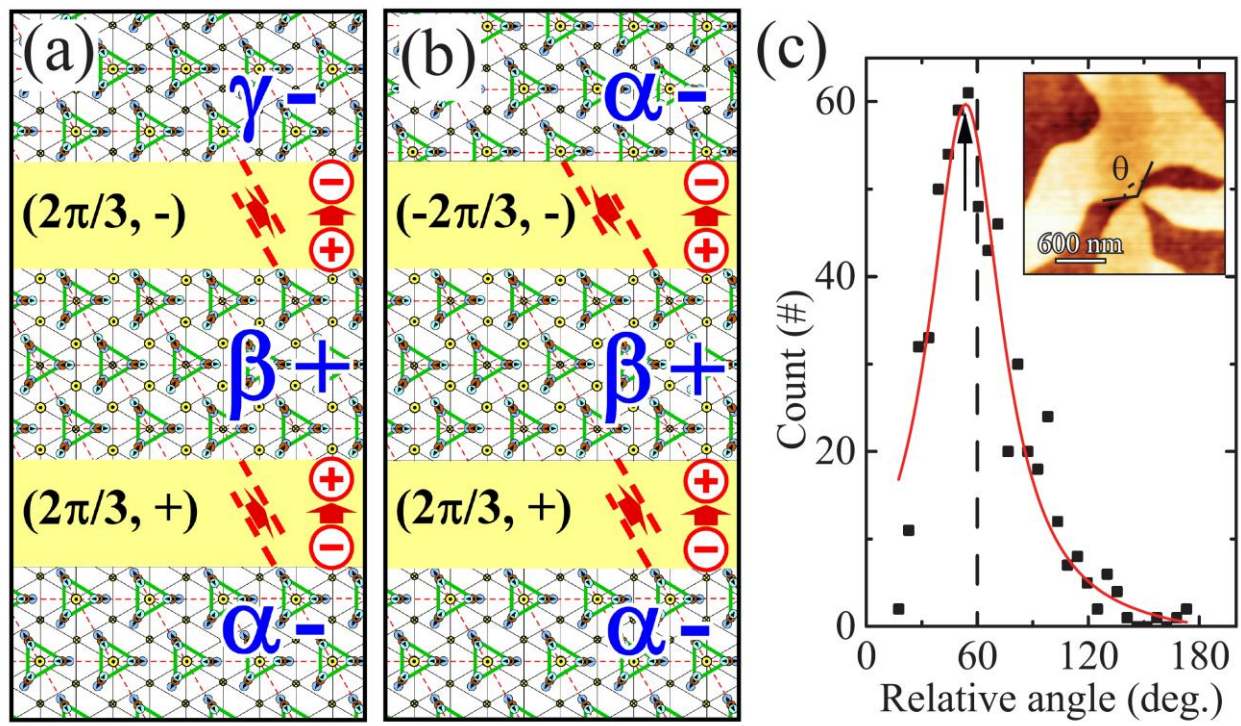 (a)
γ-
(2π/3, -)
−
+
β+
(2π/3, +)
+
−
α-
(b)
α-
(-2π/3, -)
−
+
β+
(2π/3, +)
+
−
α-
(c)
60
40
20
0
Count (#)
θ
600 nm
0 60 120 180
Relative angle (deg.)